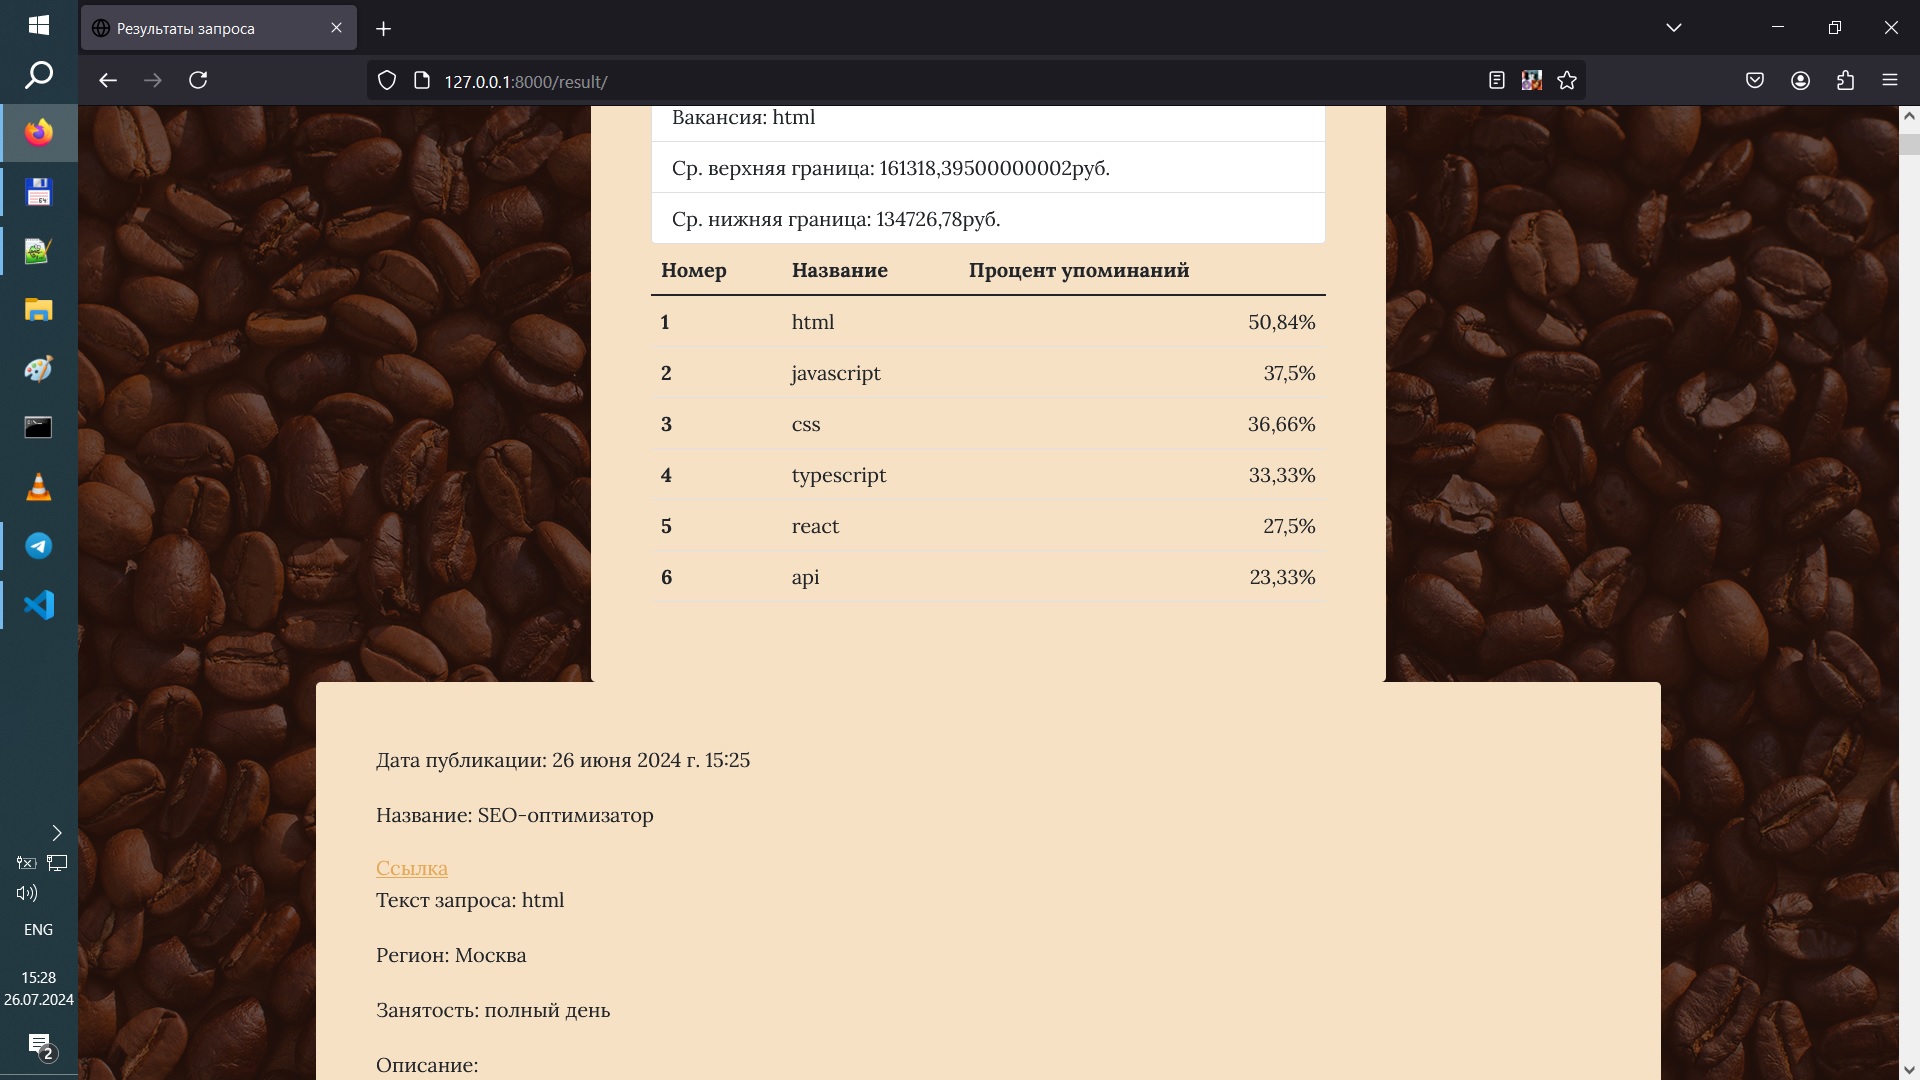 Результаты запроса
127.0.0.1:8000/result/
Вакансия: html
Ср. верхняя граница: 161318,39500000002руб.
Ср. нижняя граница: 134726,78руб.
Номер Название Процент упоминаний
1 html 50,84%
2 javascript 37,5%
3 css 36,66%
4 typescript 33,33%
5 react 27,5%
6 api 23,33%
Дата публикации: 26 июня 2024 г. 15:25
Название: SEO-оптимизатор
Ссылка
Текст запроса: html
Регион: Москва
Занятость: полный день
Описание:
64
ENG
15:28
26.07.2024
2